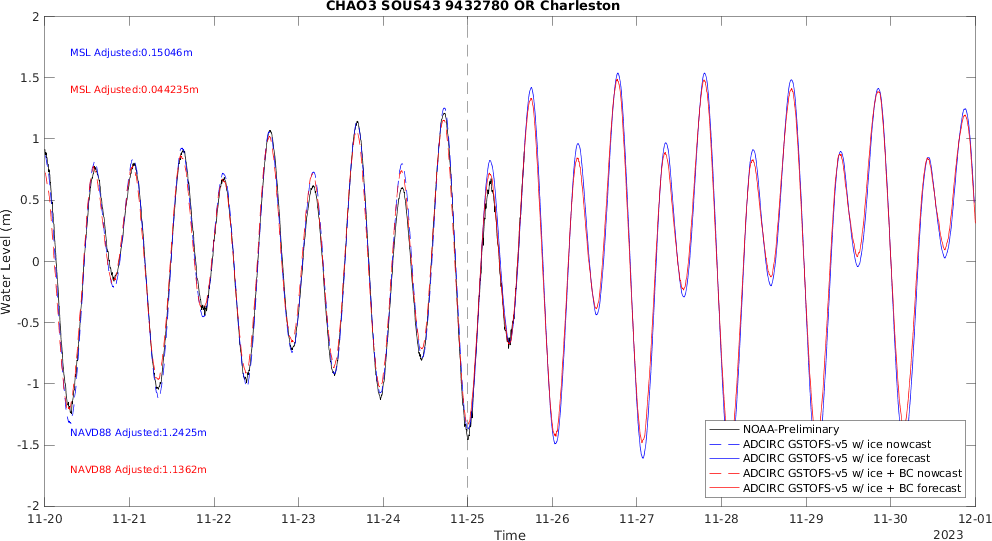 CHAO3 SOUS43 9432780 OR Charleston
MSL Adjusted:0.15046m
MSL Adjusted:0.044235m
NAVD88 Adjusted:1.2425m
NAVD88 Adjusted:1.1362m
Water Level (m)
2
1.5
1
0.5
0
-0.5
-1
-1.5
-2
NOAA-Preliminary
ADCIRC GSTOFS-v5 w/ ice nowcast
ADCIRC GSTOFS-v5 w/ ice forecast
ADCIRC GSTOFS-v5 w/ ice + BC nowcast
ADCIRC GSTOFS-v5 w/ ice + BC forecast
11-20 11-21 11-22 11-23 11-24 11-25 11-26 11-27 11-28 11-29 11-30 12-01
Time
2023